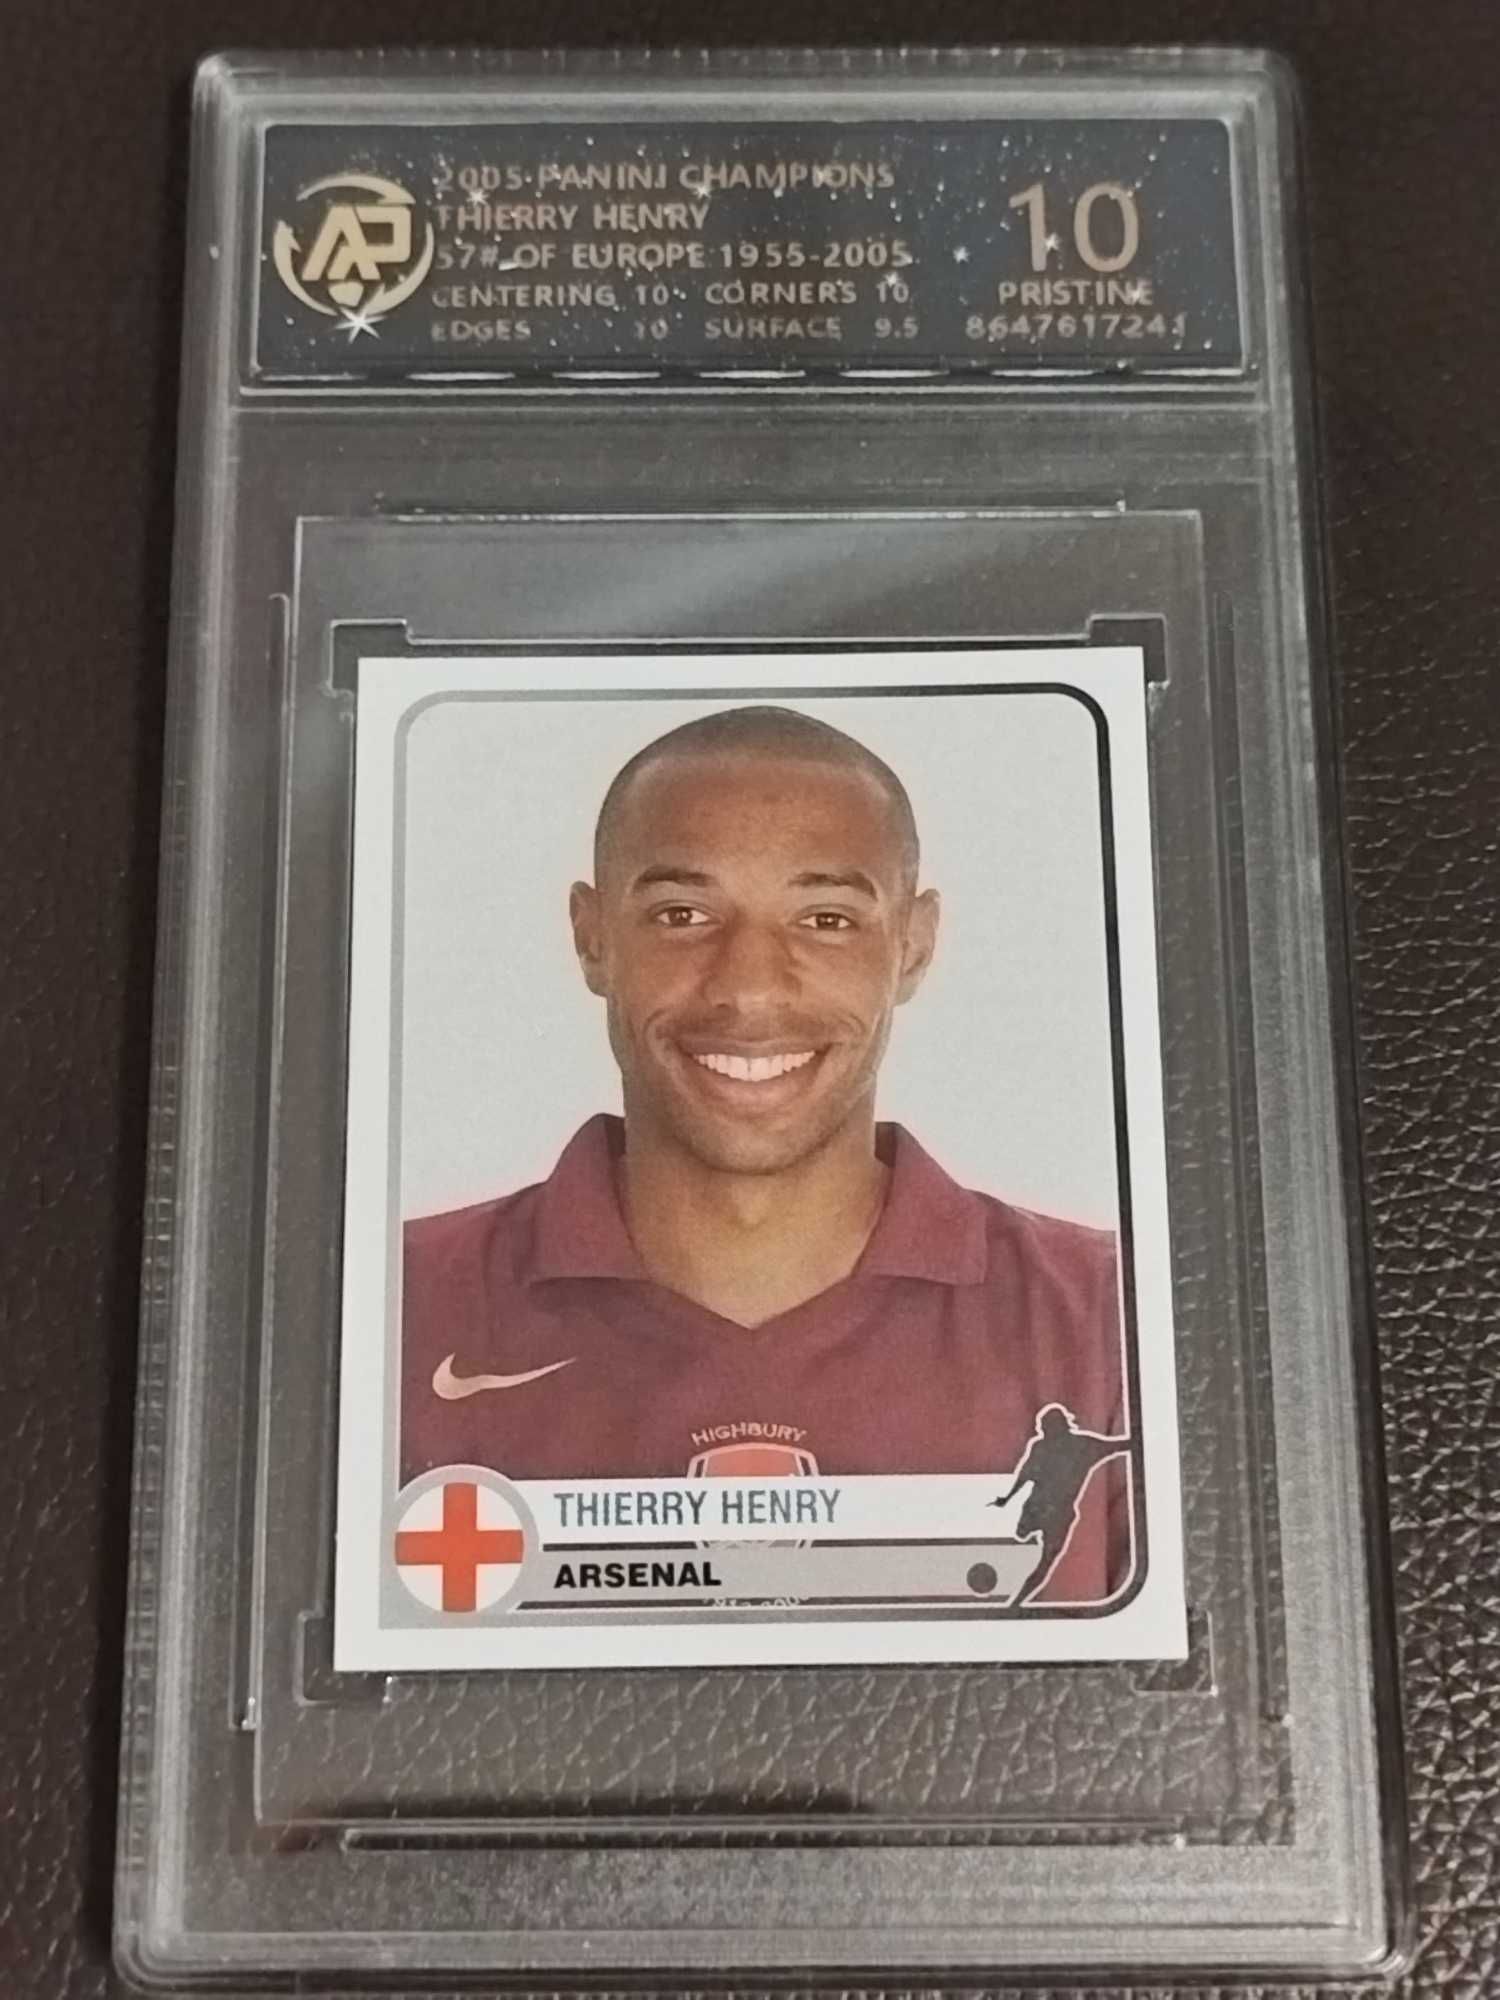 AP
2005 PANINI CHAMPIONS
THIERRY HENRY
57# OF EUROPE 1955-2005
CENTERING 10 CORNERS 10
EDGES 10 SURFACE 9.5
10
PRISTINE
8647617241
HIGHBURY
THIERRY HENRY
ARSENAL